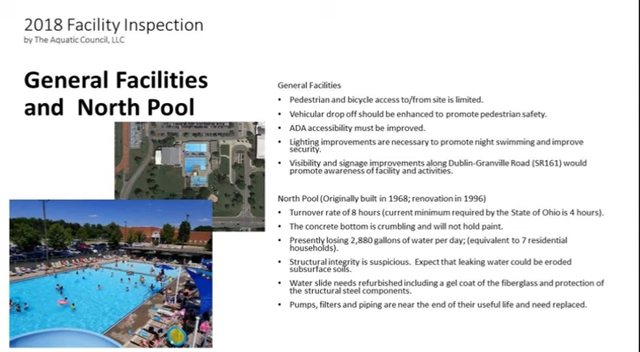 2018 Facility Inspection
by The Aquatic Council, LLC
General Facilities
and North Pool
General Facilities
• Pedestrian and bicycle access to/from site is limited.
• Vehicular drop off should be enhanced to promote pedestrian safety.
• ADA accessibility must be improved.
• Lighting improvements are necessary to promote night swimming and improve
security.
• Visibility and signage improvements along Dublin-Granville Road (SR161) would
promote awareness of facility and activities.
North Pool (Originally built in 1968; renovation in 1996)
• Turnover rate of 8 hours (current minimum required by the State of Ohio is 4 hours).
• The concrete bottom is crumbling and will not hold paint.
• Presently losing 2,880 gallons of water per day; (equivalent to 7 residential
households).
• Structural integrity is suspicious. Expect that leaking water could be eroded
subsurface soils.
• Water slide needs refurbished including a gel coat of the fiberglass and protection of
the structural steel components.
• Pumps, filters and piping are near the end of their useful life and need replaced.